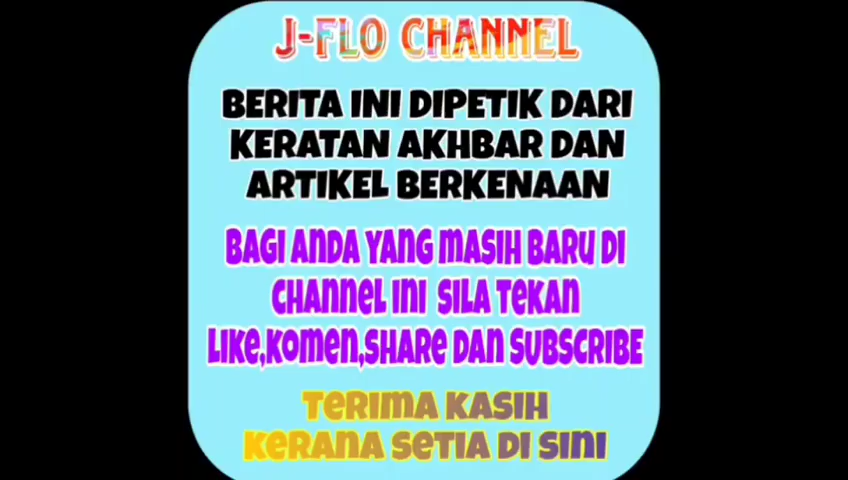 J-FLO CHANNEL
BERITA INI DIPETIK DARI
KERATAN AKHBAR DAN
ARTIKEL BERKENAAN
BAGI ANDA YANG MASIH BARU DI
CHANNEL INI SILA TEKAN
LIKE,KOMEN,SHARE DAN SUBSCRIBE
TERIMA KASIH
KERANA SETIA DI SINI